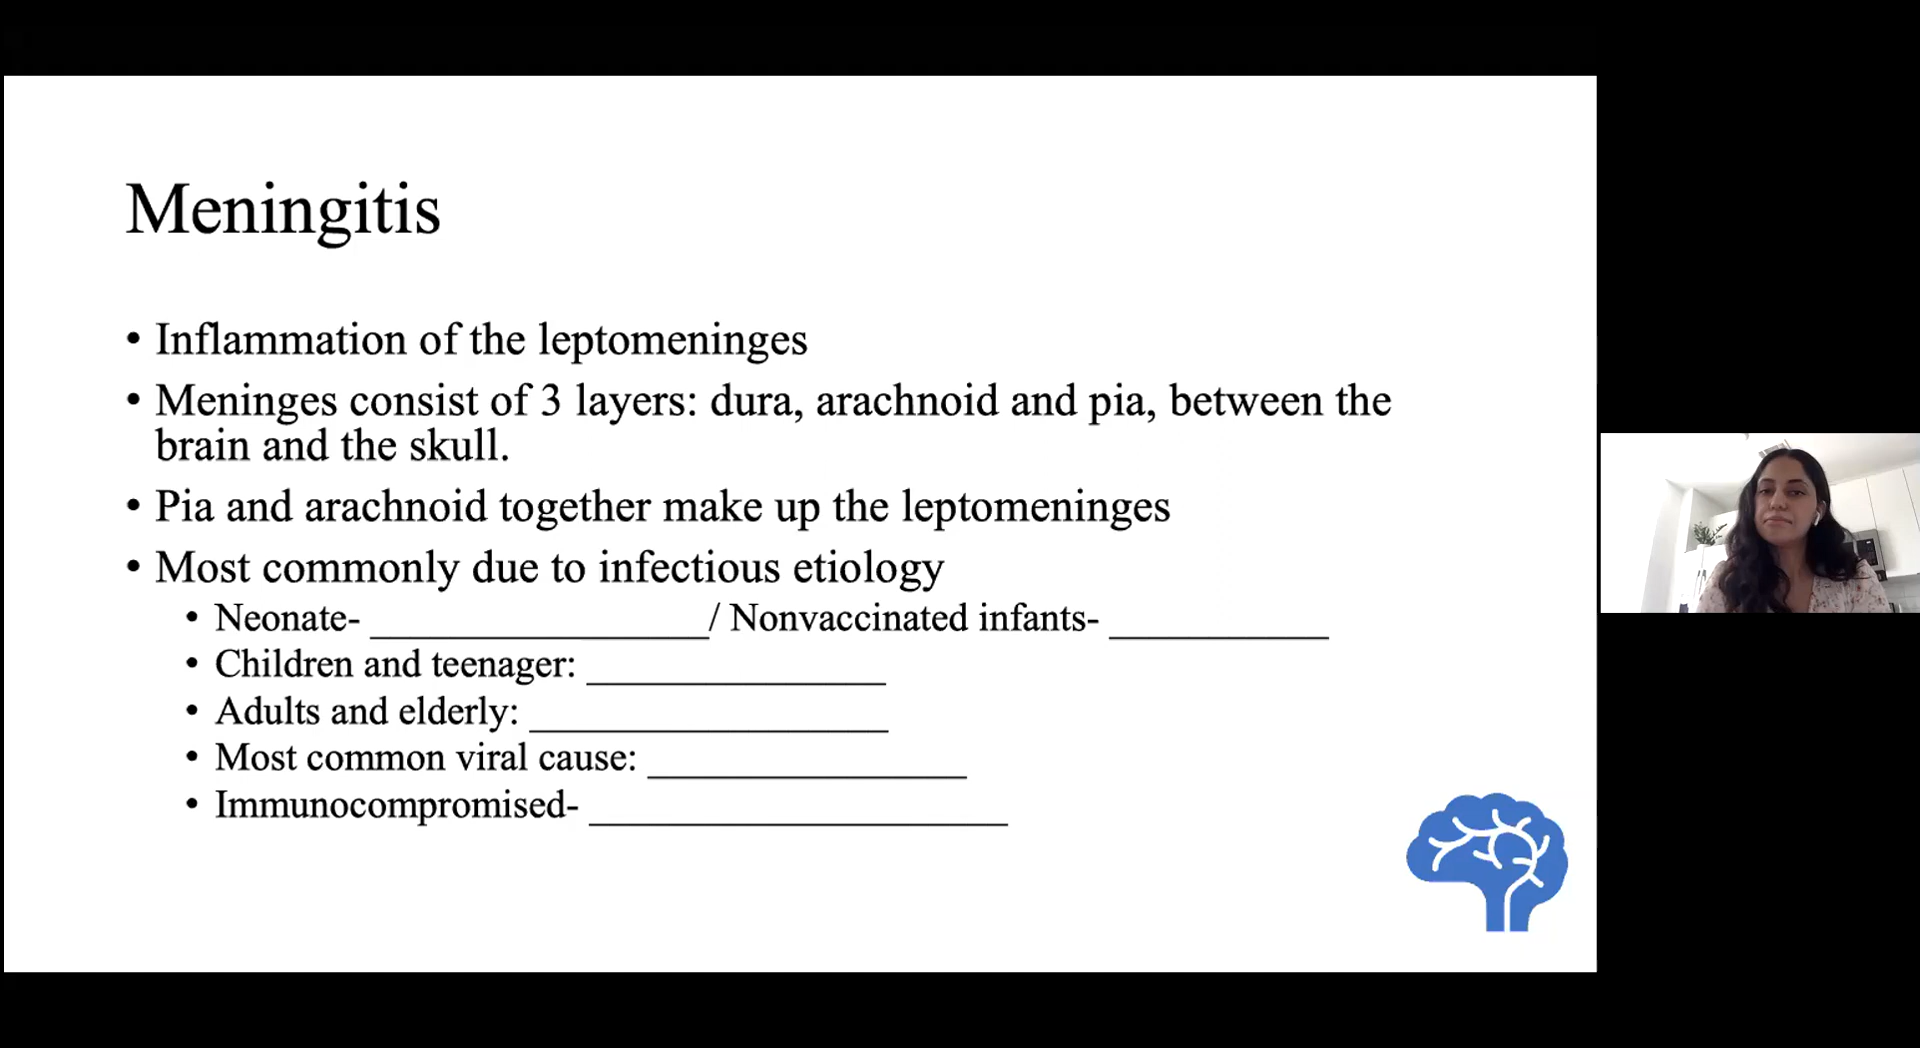 Meningitis
• Inflammation of the leptomeninges
• Meninges consist of 3 layers: dura, arachnoid and pia, between the
brain and the skull.
• Pia and arachnoid together make up the leptomeninges
• Most commonly due to infectious etiology
• Neonate- _________________/ Nonvaccinated infants- ___________
• Children and teenager: _______________
• Adults and elderly: __________________
• Most common viral cause: ________________
• Immunocompromised- _____________________